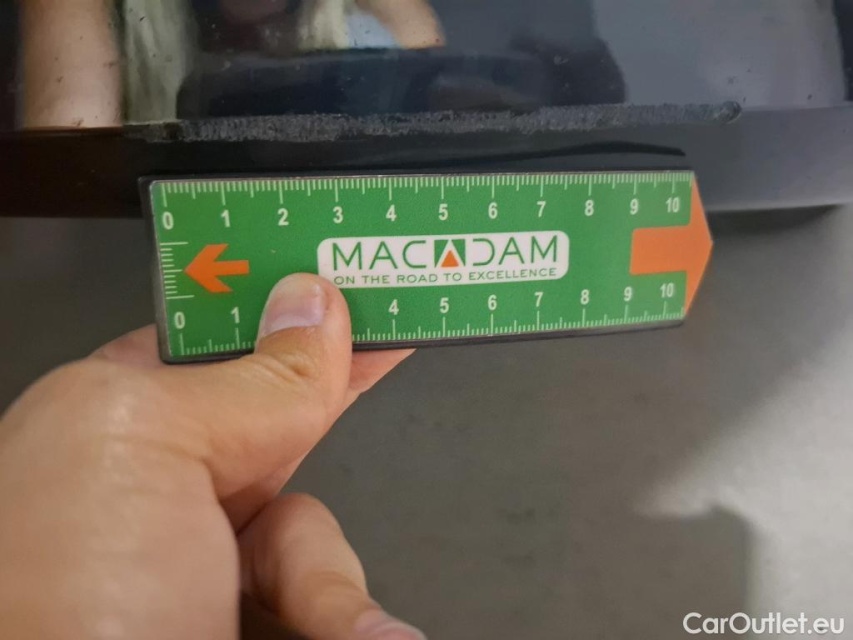 0 1 2 3 4 5 6 7 8 9 10
MACADAM
ON THE ROAD TO EXCELLENCE
0 1 4 5 6 7 8 9 10
CarOutlet.eu